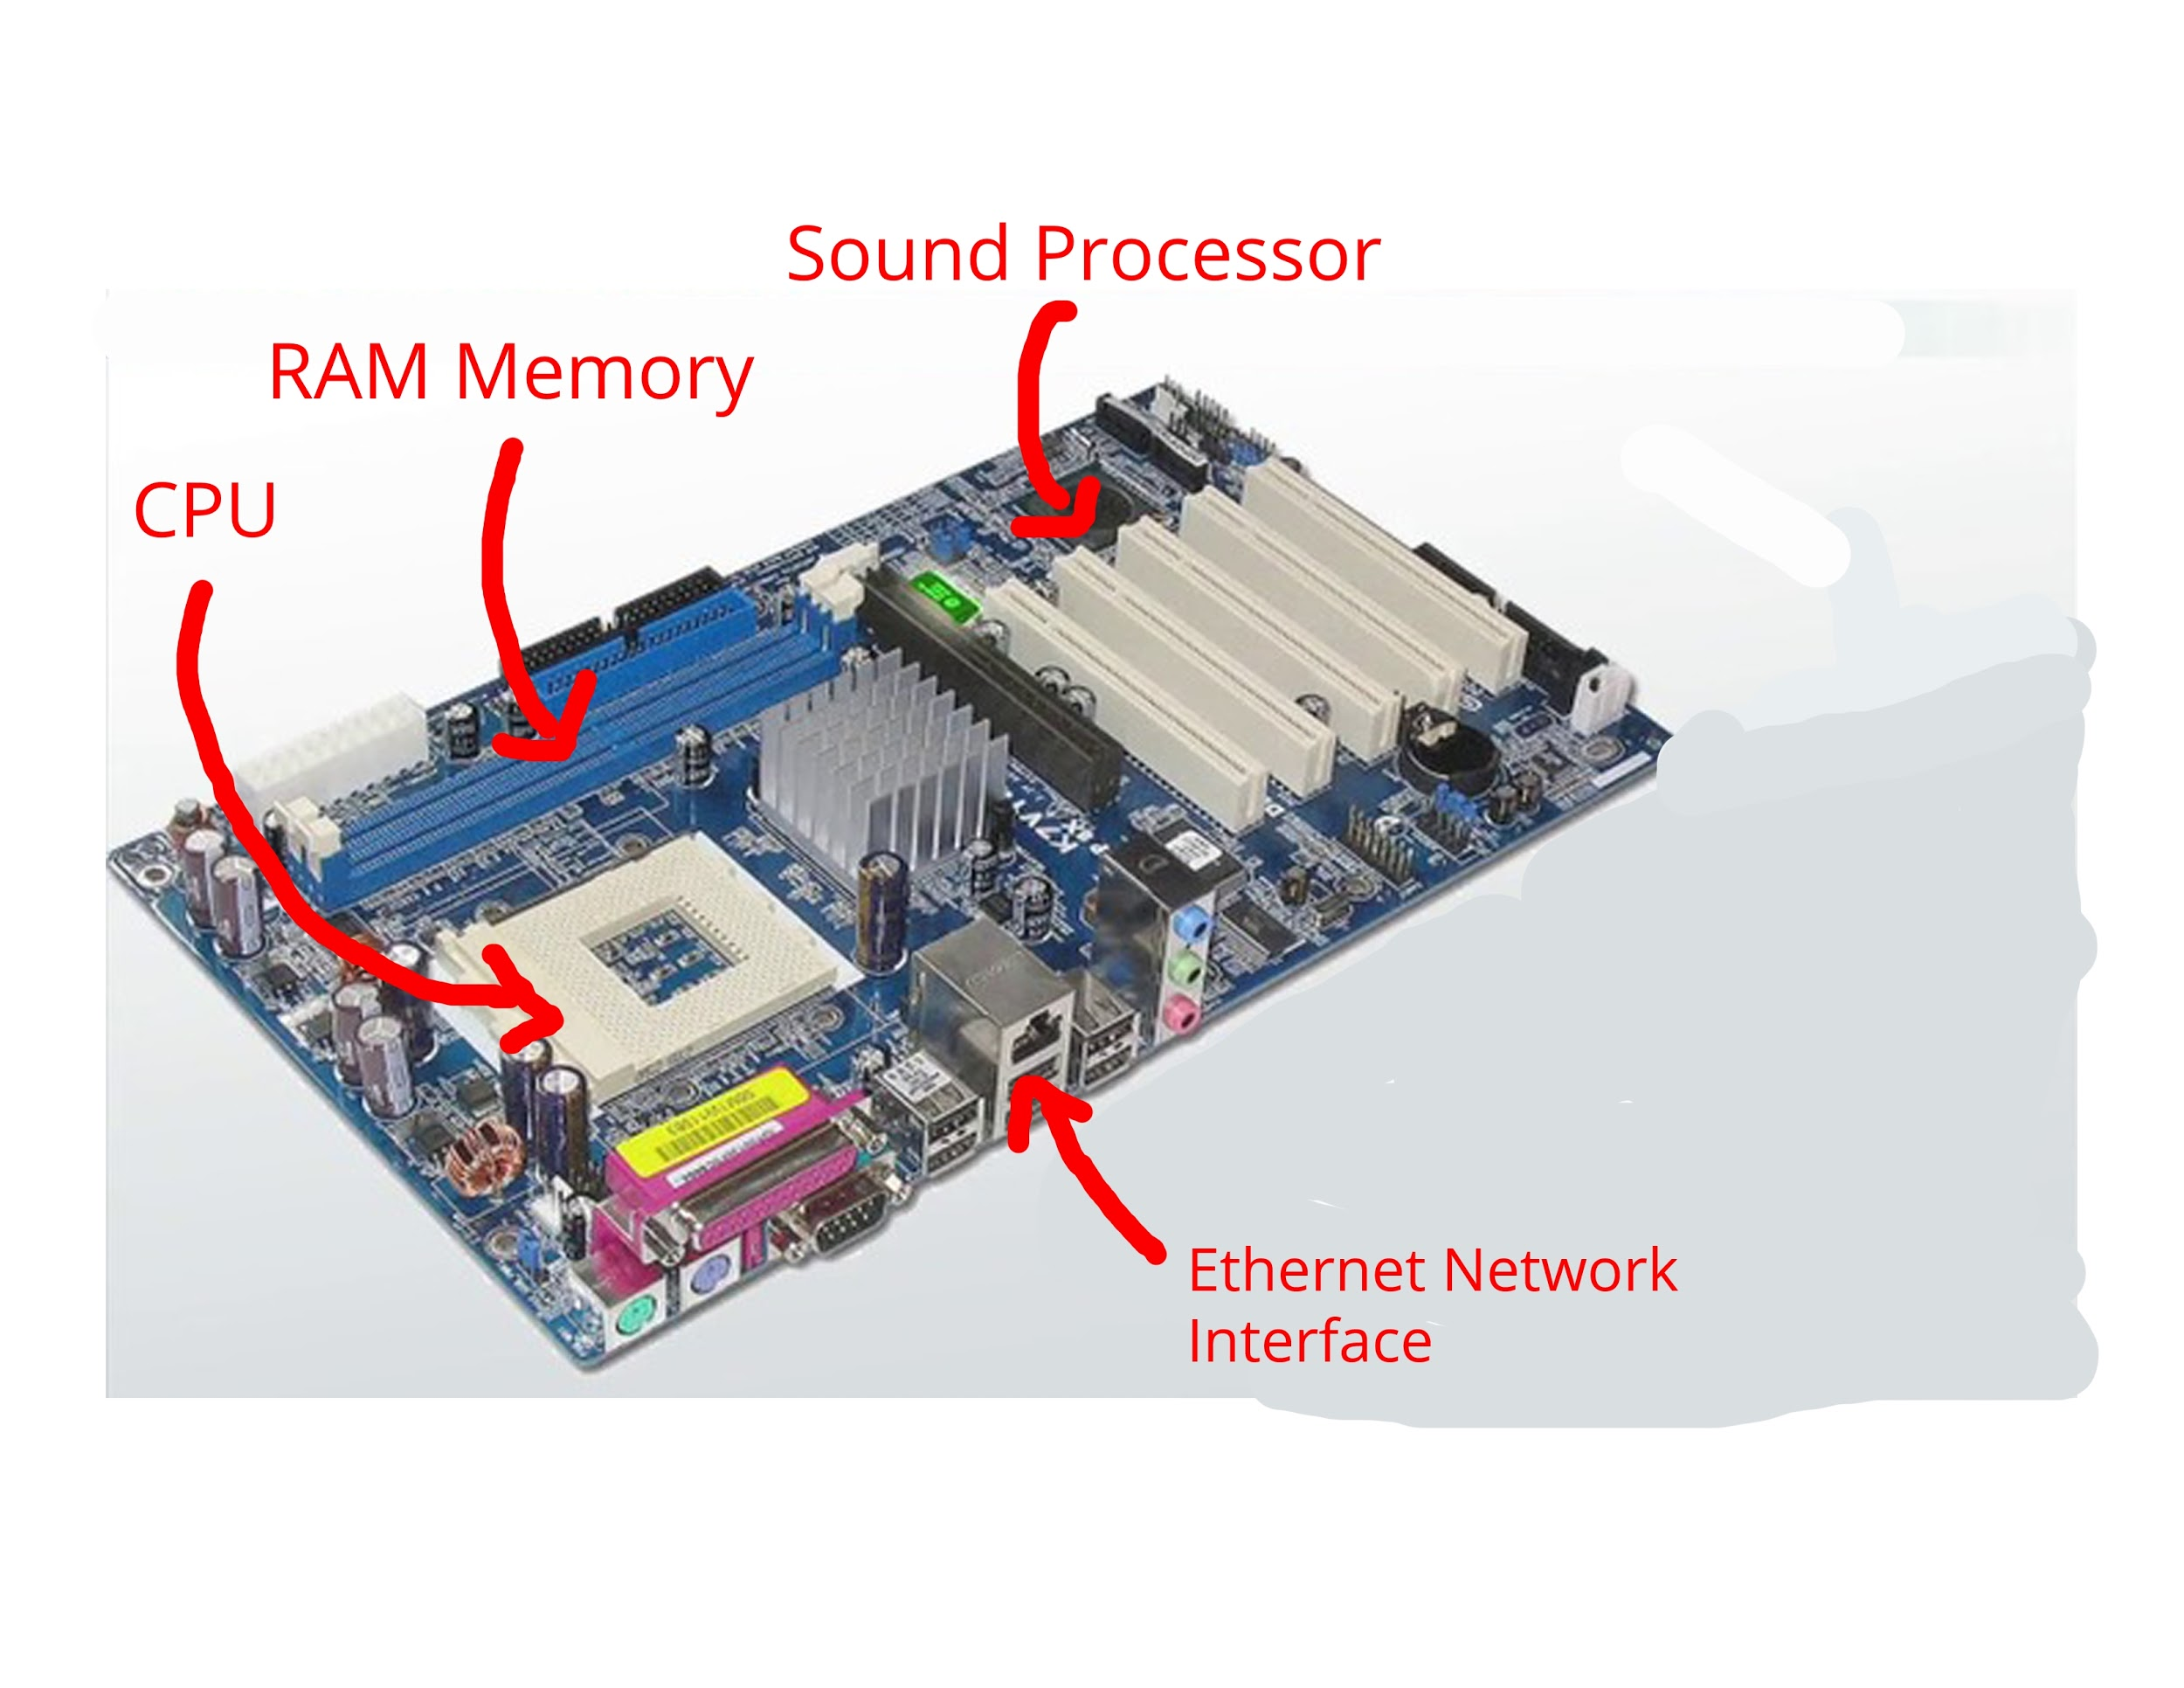 Sound Processor
RAM Memory
CPU
Ethernet Network
Interface